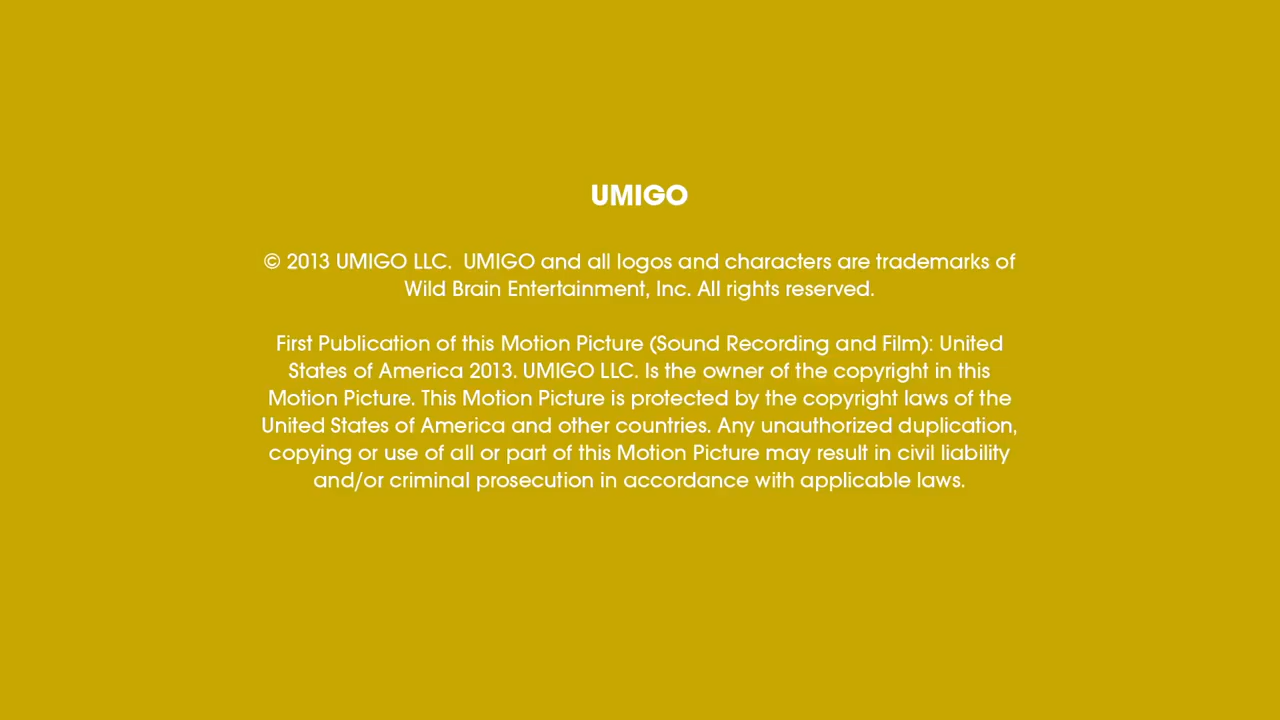 UMIGO
© 2013 UMIGO LLC.  UMIGO and all logos and characters are trademarks of
Wild Brain Entertainment, Inc. All rights reserved.
First Publication of this Motion Picture (Sound Recording and Film): United
States of America 2013. UMIGO LLC. Is the owner of the copyright in this
Motion Picture. This Motion Picture is protected by the copyright laws of the
United States of America and other countries. Any unauthorized duplication,
copying or use of all or part of this Motion Picture may result in civil liability
and/or criminal prosecution in accordance with applicable laws.